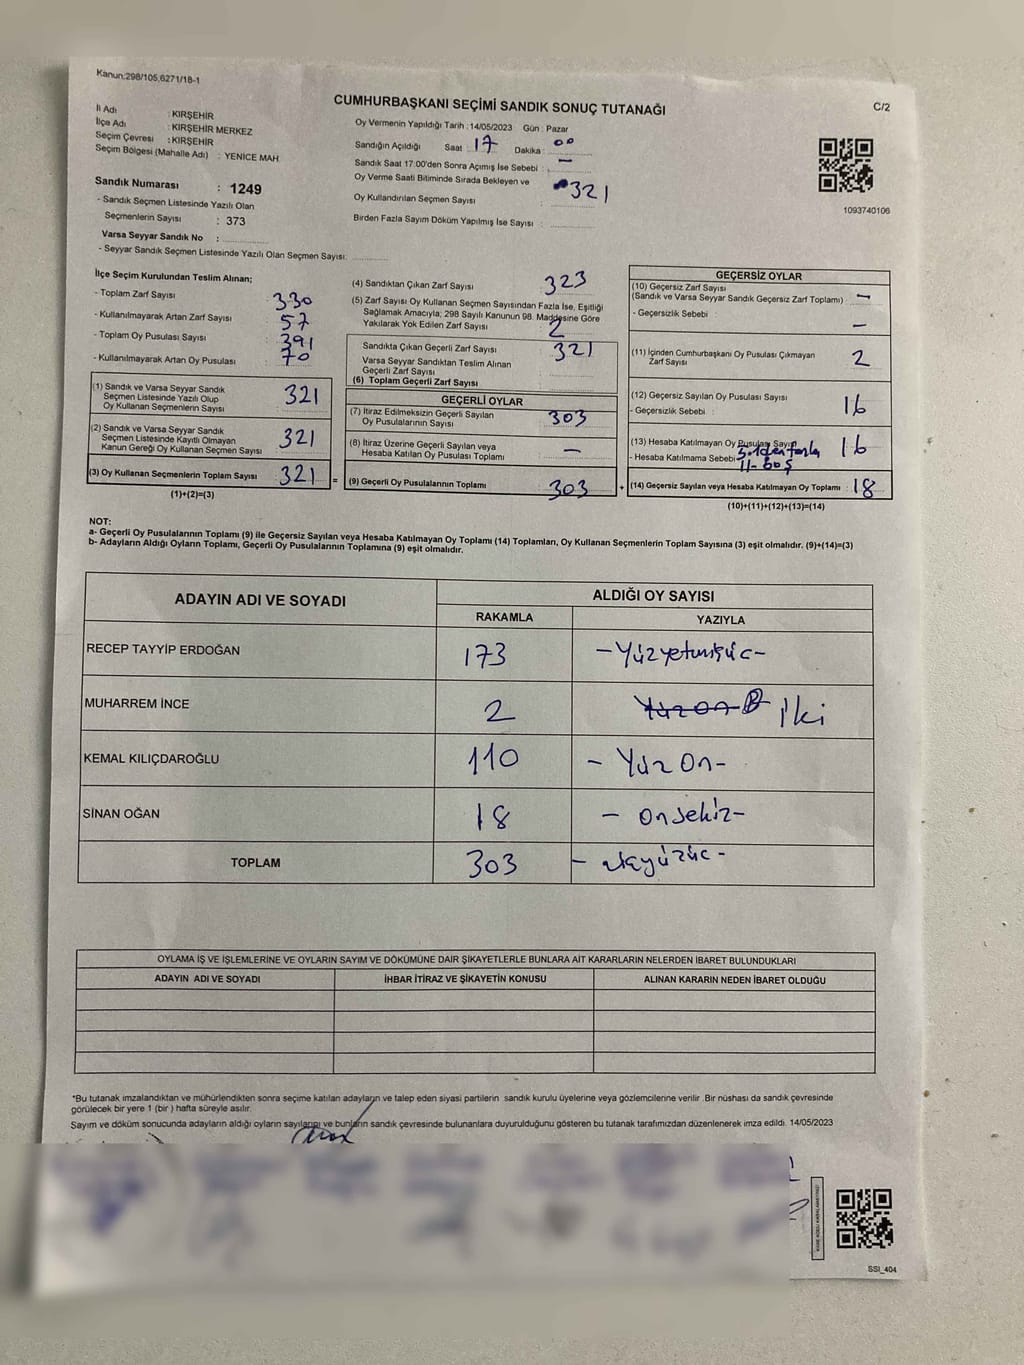 Kanun:298/105,6271/18-1
CUMHURBAŞKANI SEÇİMİ SANDIK SONUÇ TUTANAĞI
C/2
İl Adı : KIRŞEHİR
İlçe Adı : KIRŞEHİR MERKEZ
Seçim Çevresi : KIRŞEHİR
Seçim Bölgesi (Mahalle Adı) : YENICE MAH.
Sandık Numarası : 1249
- Sandık Seçmen Listesinde Yazılı Olan
Seçmenlerin Sayısı : 373
Varsa Seyyar Sandık No :
- Seyyar Sandık Seçmen Listesinde Yazılı Olan Seçmen Sayısı:
Oy Vermenin Yapıldığı Tarih :14/05/2023 Gün : Pazar
Sandığın Açıldığı Saat : 17 Dakika : 00
Sandık Saat 17:00'den Sonra Açımış İse Sebebi : —
Oy Verme Saati Bitiminde Sırada Bekleyen ve
Oy Kullandırılan Seçmen Sayısı : 321
Birden Fazla Sayım Döküm Yapılmış İse Sayısı :
1093740106
İlçe Seçim Kurulundan Teslim Alınan;
- Toplam Zarf Sayısı : 330
- Kullanılmayarak Artan Zarf Sayısı : 57
- Toplam Oy Pusulası Sayısı : 391
- Kullanılmayarak Artan Oy Pusulası : 70
(1) Sandık ve Varsa Seyyar Sandık
Seçmen Listesinde Yazılı Olup
Oy Kullanan Seçmenlerin Sayısı 321
(2) Sandık ve Varsa Seyyar Sandık
Seçmen Listesinde Kayıtlı Olmayan
Kanun Gereği Oy Kullanan Seçmen Sayısı 321
(3) Oy Kullanan Seçmenlerin Toplam Sayısı 321
(1)+(2)=(3)
(4) Sandıktan Çıkan Zarf Sayısı 323
(5) Zarf Sayısı Oy Kullanan Seçmen Sayısından Fazla İse, Eşitliği
Sağlamak Amacıyla; 298 Sayılı Kanunun 98. Maddesine Göre
Yakılarak Yok Edilen Zarf Sayısı 2
Sandıkta Çıkan Geçerli Zarf Sayısı 321
Varsa Seyyar Sandıktan Teslim Alınan
Geçerli Zarf Sayısı
(6) Toplam Geçerli Zarf Sayısı
GEÇERLİ OYLAR
(7) İtiraz Edilmeksizin Geçerli Sayılan
Oy Pusulalarının Sayısı 303
(8) İtiraz Üzerine Geçerli Sayılan veya
Hesaba Katılan Oy Pusulası Toplamı —
= (9) Geçerli Oy Pusulalarının Toplamı 303 +
GEÇERSİZ OYLAR
(10) Geçersiz Zarf Sayısı
(Sandık ve Varsa Seyyar Sandık Geçersiz Zarf Toplamı) : —
- Geçersizlik Sebebi : —
(11) İçinden Cumhurbaşkanı Oy Pusulası Çıkmayan
Zarf Sayısı 2
(12) Geçersiz Sayılan Oy Pusulası Sayısı
- Geçersizlik Sebebi : 16
(13) Hesaba Katılmayan Oy Pusulası Sayısı 16
- Hesaba Katılmama Sebebi
11- boş
(14) Geçersiz Sayılan veya Hesaba Katılmayan Oy Toplamı : 18
(10)+(11)+(12)+(13)=(14)
NOT:
a- Geçerli Oy Pusulalarının Toplamı (9) ile Geçersiz Sayılan veya Hesaba Katılmayan Oy Toplamı (14) Toplamları, Oy Kullanan Seçmenlerin Toplam Sayısına (3) eşit olmalıdır. (9)+(14)=(3)
b- Adayların Aldığı Oyların Toplamı, Geçerli Oy Pusulalarının Toplamına (9) eşit olmalıdır.
ADAYIN ADI VE SOYADI
ALDIĞI OY SAYISI
RAKAMLA YAZIYLA
RECEP TAYYİP ERDOĞAN 173 -Yüzyetmişüc-
MUHARREM İNCE 2 Yüzon iki
KEMAL KILIÇDAROĞLU 110 - Yüz On-
SİNAN OĞAN 18 - Onsekiz-
TOPLAM 303 - üçyüzüc-
OYLAMA İŞ VE İŞLEMLERİNE VE OYLARIN SAYIM VE DÖKÜMÜNE DAİR ŞİKAYETLERLE BUNLARA AİT KARARLARIN NELERDEN İBARET BULUNDUKLARI
ADAYIN ADI VE SOYADI İHBAR İTİRAZ VE ŞİKAYETİN KONUSU ALINAN KARARIN NEDEN İBARET OLDUĞU
*Bu tutanak imzalandıktan ve mühürlendikten sonra seçime katılan adayların ve talep eden siyasi partilerin sandık kurulu üyelerine veya gözlemcilerine verilir .Bir nüshası da sandık çevresinde
görülecek bir yere 1 (bir ) hafta süreyle asılır.
Sayım ve döküm sonucunda adayların aldığı oyların sayılarını ve bunların sandık çevresinde bulunanlara duyurulduğunu gösteren bu tutanak tarafımızdan düzenlenerek imza edildi. 14/05/2023
SSI_404